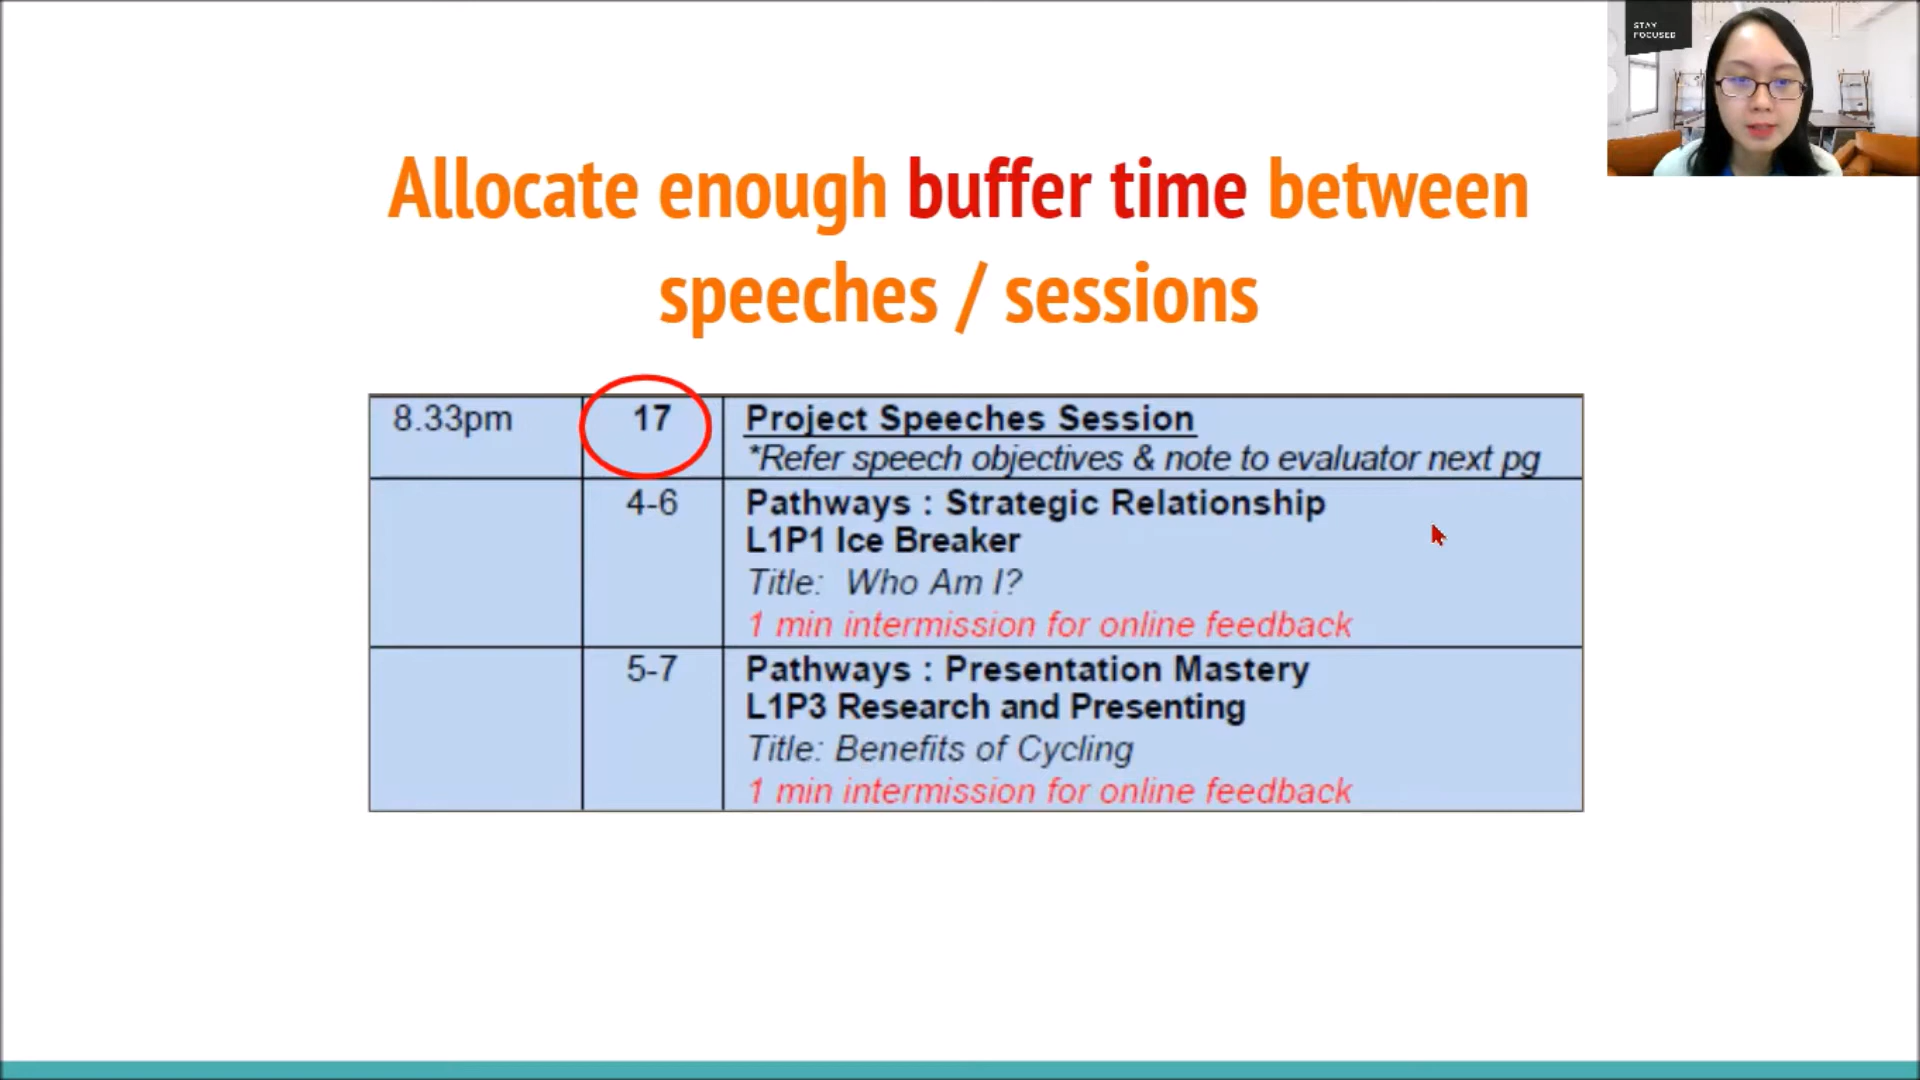 STAY
FOCUSED
Allocate enough buffer time between
speeches / sessions
8.33pm 17 Project Speeches Session
*Refer speech objectives & note to evaluator next pg
4-6 Pathways : Strategic Relationship
L1P1 Ice Breaker
Title: Who Am I?
1 min intermission for online feedback
5-7 Pathways : Presentation Mastery
L1P3 Research and Presenting
Title: Benefits of Cycling
1 min intermission for online feedback